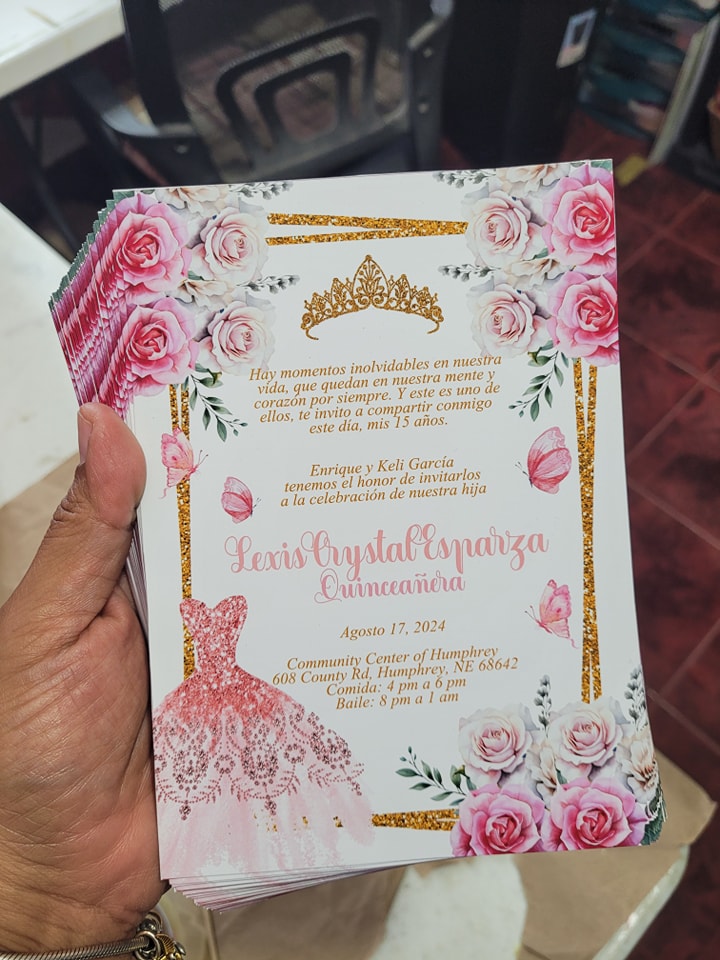 Hay momentos inolvidables en nuestra
vida, que quedan en nuestra mente y
corazón por siempre. Y este es uno de
ellos, te invito a compartir conmigo
este día, mis 15 años.
Enrique y Keli García
tenemos el honor de invitarlos
a la celebración de nuestra hija
Lexis Crystal Esparza
Quinceañera
Agosto 17, 2024
Community Center of Humphrey
608 County Rd, Humphrey, NE 68642
Comida: 4 pm a 6 pm
Baile: 8 pm a 1 am